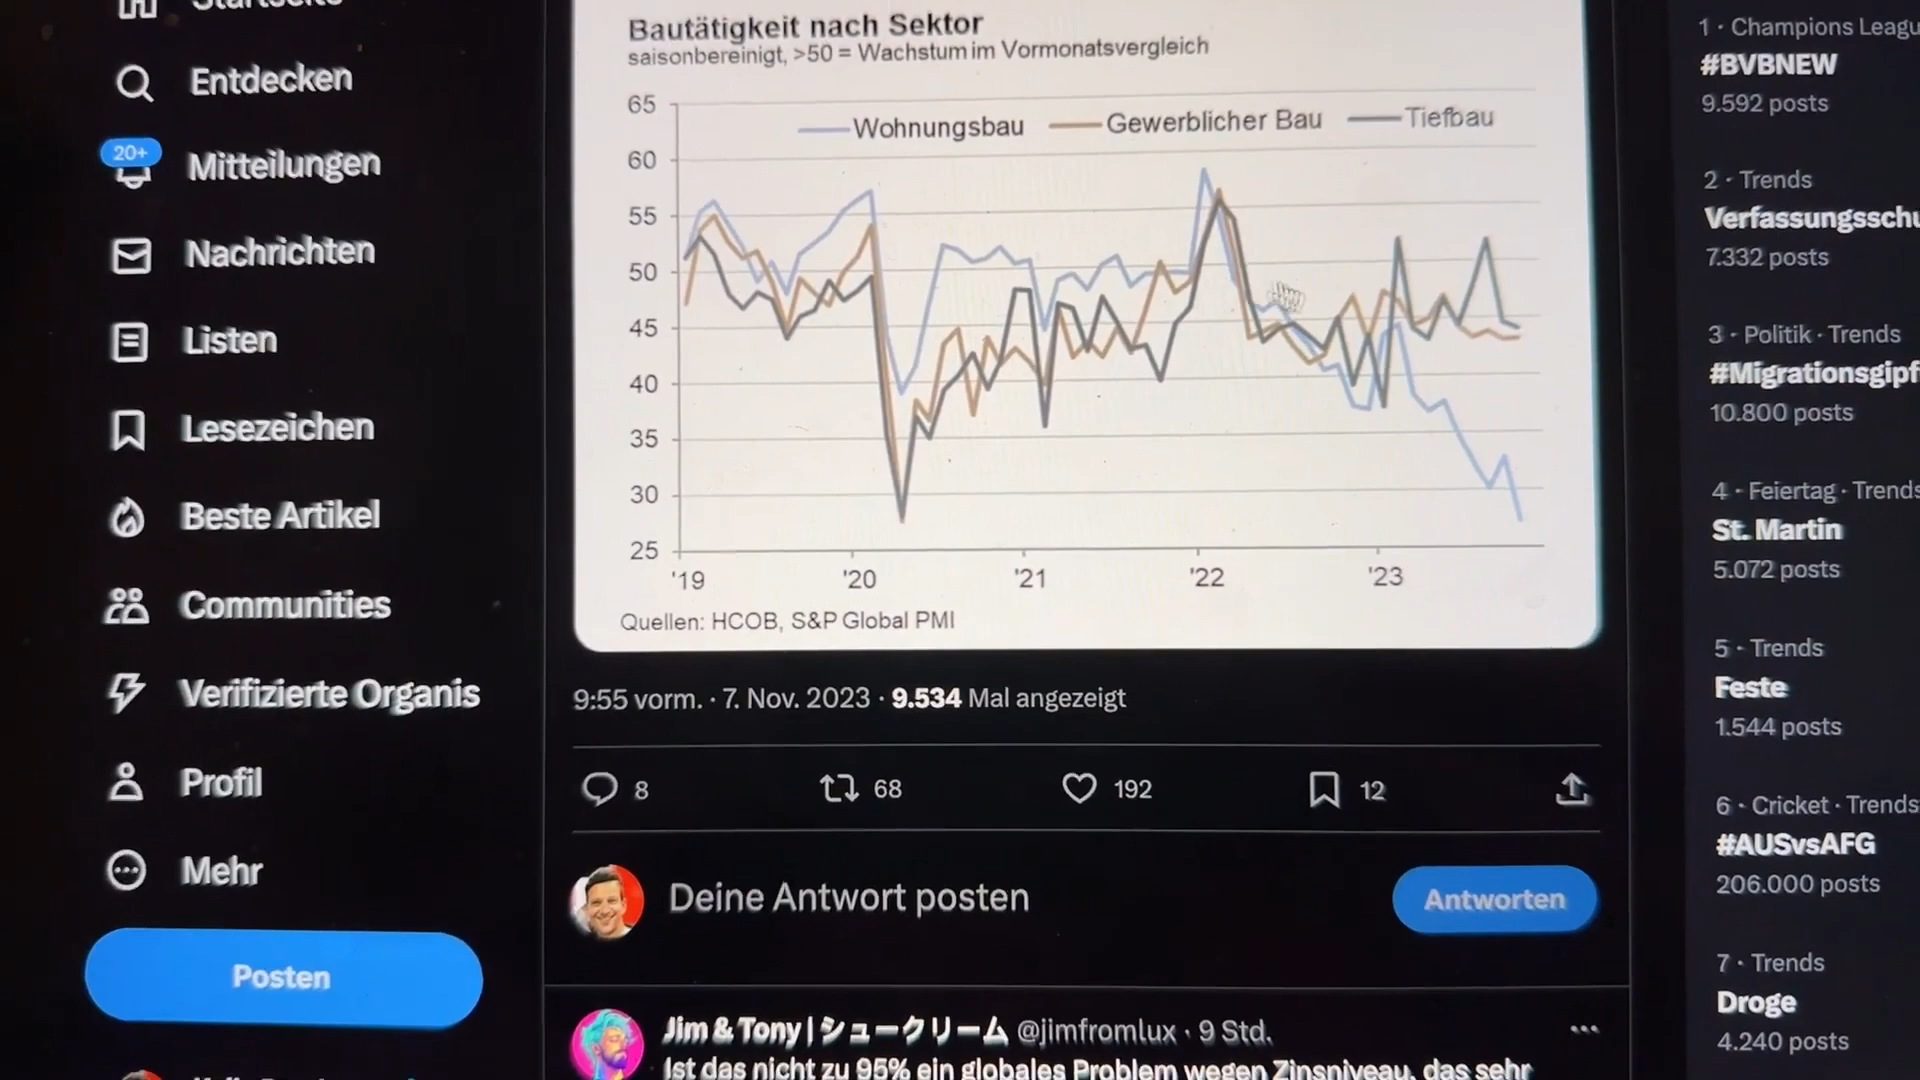 Startseite
Entdecken
20+
Mitteilungen
Nachrichten
Listen
Lesezeichen
Beste Artikel
Communities
Verifizierte Organis
Profil
Mehr
Posten
Bautätigkeit nach Sektor
saisonbereinigt, >50 = Wachstum im Vormonatsvergleich
Wohnungsbau Gewerblicher Bau Tiefbau
65
60
55
50
45
40
35
30
25
'19 '20 '21 '22 '23
Quellen: HCOB, S&P Global PMI
9:55 vorm. · 7. Nov. 2023 · 9.534 Mal angezeigt
8 68 192 12
Deine Antwort posten
Antworten
Jim & Tony | シュークリーム @jimfromlux · 9 Std.
Ist das nicht zu 95% ein globales Problem wegen Zinsniveau, das sehr
1 · Champions Leagu
#BVBNEW
9.592 posts
2 · Trends
Verfassungsschu
7.332 posts
3 · Politik · Trends
#Migrationsgipf
10.800 posts
4 · Feiertag · Trends
St. Martin
5.072 posts
5 · Trends
Feste
1.544 posts
6 · Cricket · Trends
#AUSvsAFG
206.000 posts
7 · Trends
Droge
4.240 posts